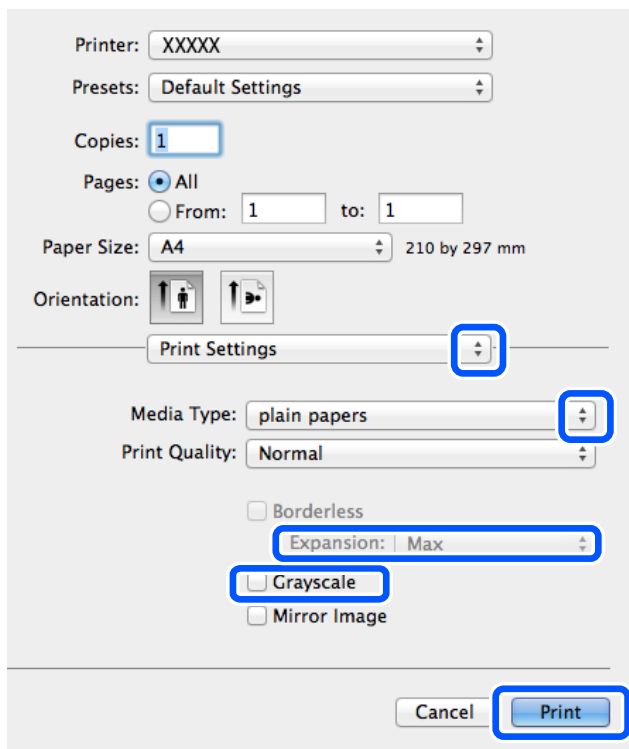 Printer: XXXXX
Presets: Default Settings
Copies: 1
Pages: All
From: 1 to: 1
Paper Size: A4 210 by 297 mm
Orientation:
Print Settings
Media Type: plain papers
Print Quality: Normal
Borderless
Expansion: Max
Grayscale
Mirror Image
Cancel Print